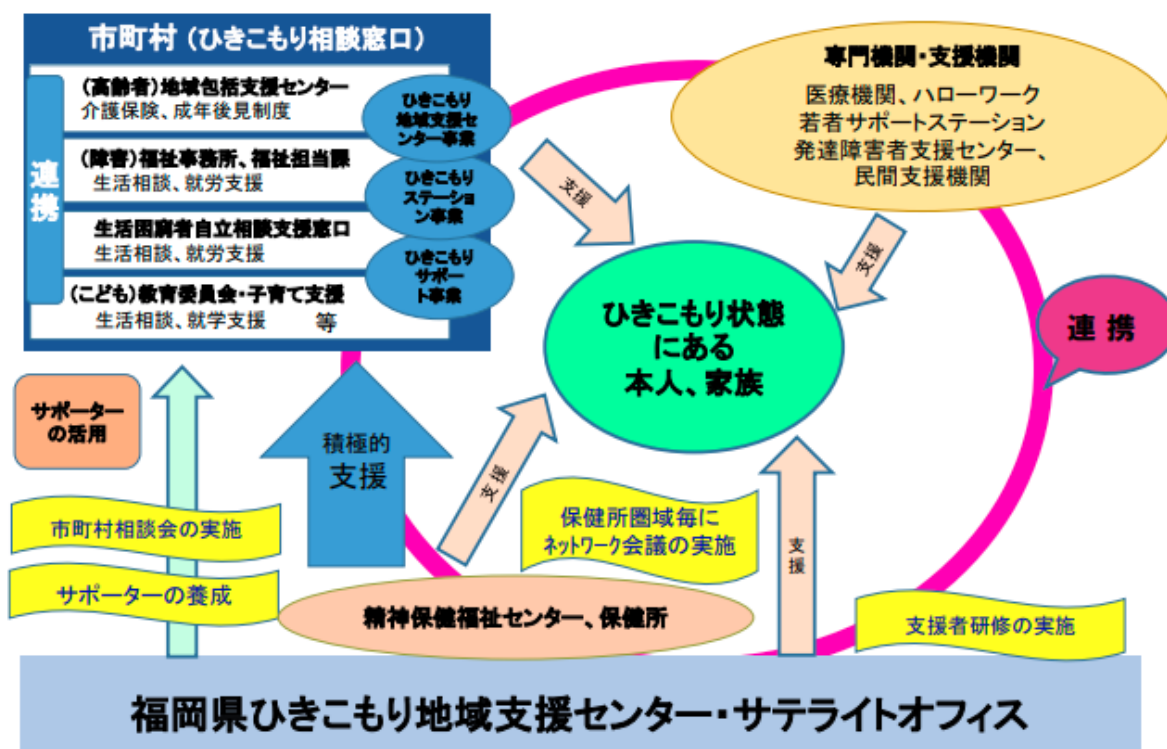 市町村（ひきこもり相談窓口）
連携
（高齢者）地域包括支援センター
介護保険、成年後見制度
（障害）福祉事務所、福祉担当課
生活相談、就労支援
生活困窮者自立相談支援窓口
生活相談、就労支援
（こども）教育委員会・子育て支援
生活相談、就学支援　等
ひきこもり
地域支援セ
ンター事業
ひきこもり
ステーショ
ン事業
ひきこもり
サポー
ト事業
専門機関・支援機関
医療機関、ハローワーク
若者サポートステーション
発達障害者支援センター、
民間支援機関
支援
支援
ひきこもり状態
にある
本人、家族
連 携
サポーター
の活用
積極的
支援
支援
支援
市町村相談会の実施
サポーターの養成
保健所圏域毎に
ネットワーク会議の実施
精神保健福祉センター、保健所
支援者研修の実施
福岡県ひきこもり地域支援センター・サテライトオフィス